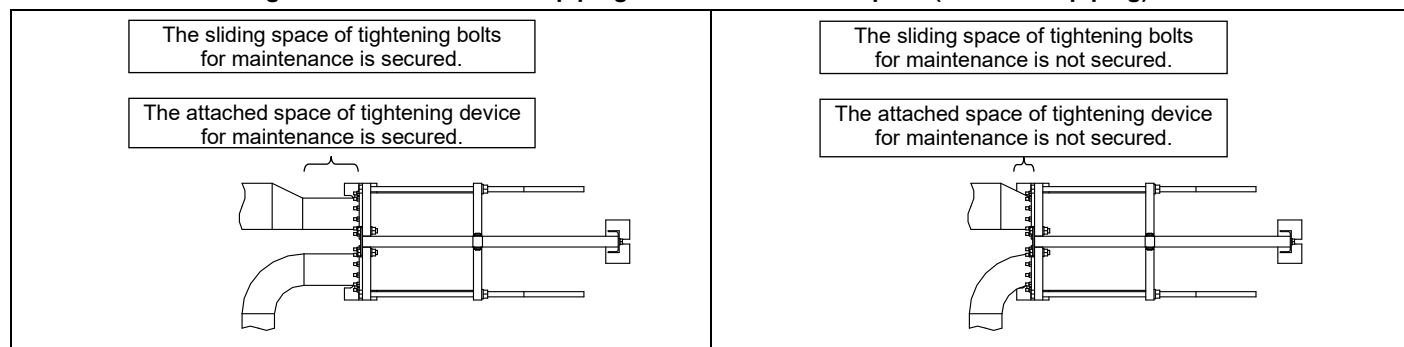 The sliding space of tightening bolts
for maintenance is secured.
The attached space of tightening device
for maintenance is secured.
The sliding space of tightening bolts
for maintenance is not secured.
The attached space of tightening device
for maintenance is not secured.